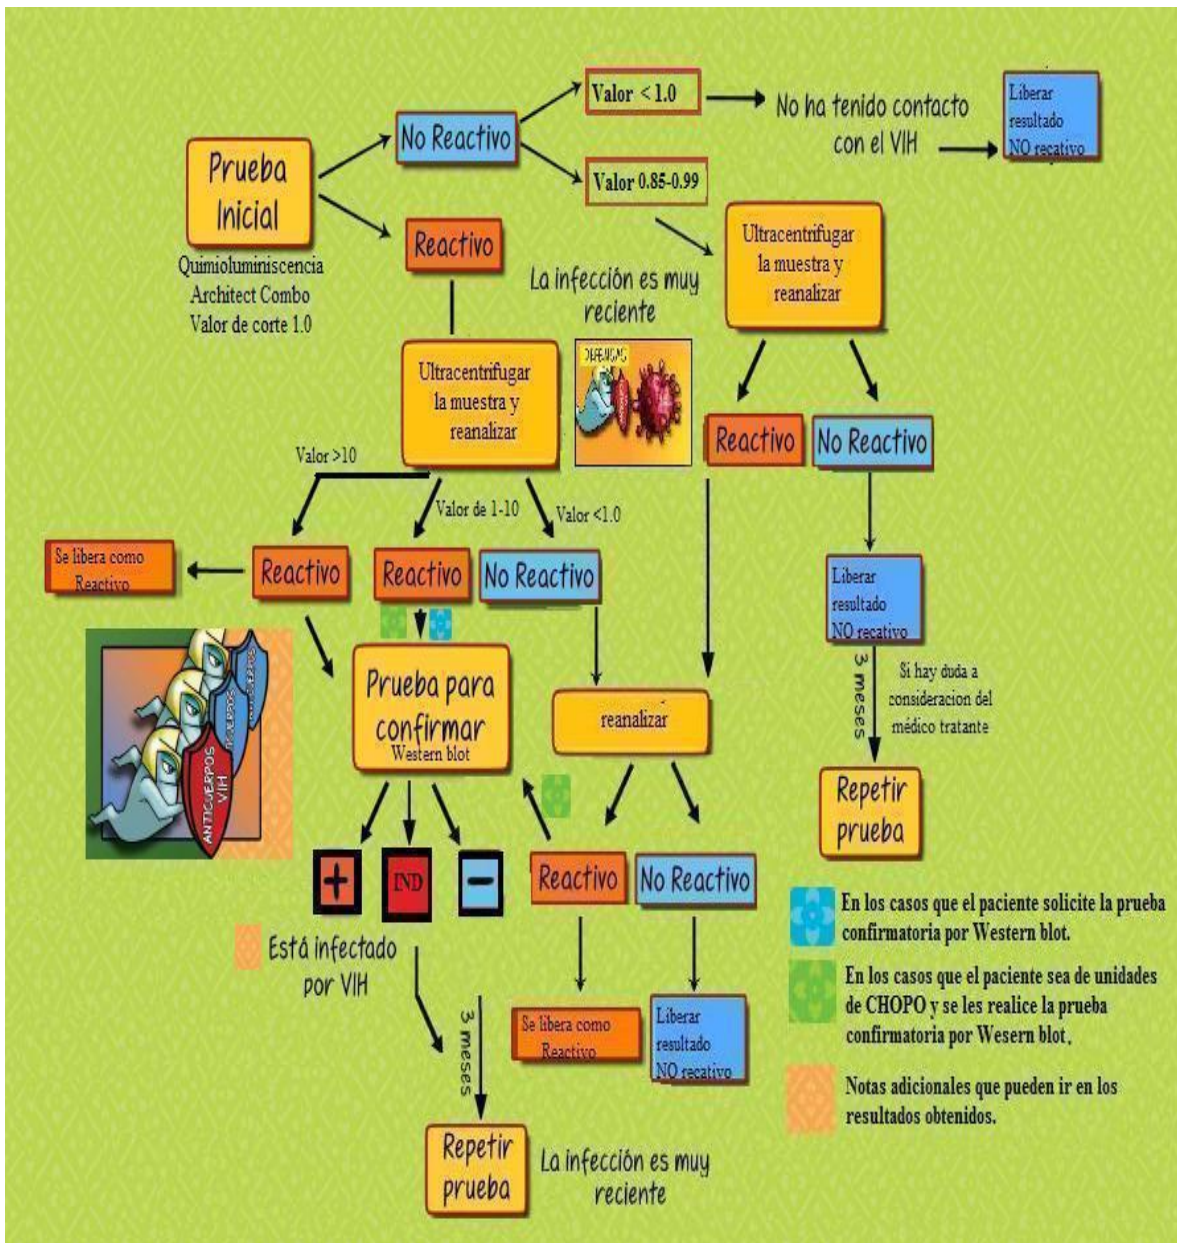 Prueba
Inicial
Quimioluminiscencia
Architect Combo
Valor de corte 1.0
No Reactivo
Reactivo
Valor < 1.0
Valor 0.85-0.99
No ha tenido contacto
con el VIH
Liberar
resultado
NO recativo
Ultracentrifugar
la muestra y
reanalizar
La infección es muy
reciente
DEFENSAS
Ultracentrifugar
la muestra y
reanalizar
Reactivo
No Reactivo
Valor >10
Valor de 1-10
Valor <1.0
Se libera como
Reactivo
Reactivo
Reactivo
No Reactivo
Liberar
resultado
NO recativo
3 meses
Si hay duda a
consideracion del
médico tratante
Repetir
prueba
ANTICUERPOS
VIH
Prueba para
confirmar
Western blot
reanalizar
+
IND
-
Reactivo
No Reactivo
Está infectado
por VIH
3 meses
Se libera como
Reactivo
Liberar
resultado
NO recativo
Repetir
prueba
La infección es muy
reciente
En los casos que el paciente solicite la prueba
confirmatoria por Western blot.
En los casos que el paciente sea de unidades
de CHOPO y se les realice la prueba
confirmatoria por Wesern blot.
Notas adicionales que pueden ir en los
resultados obtenidos.